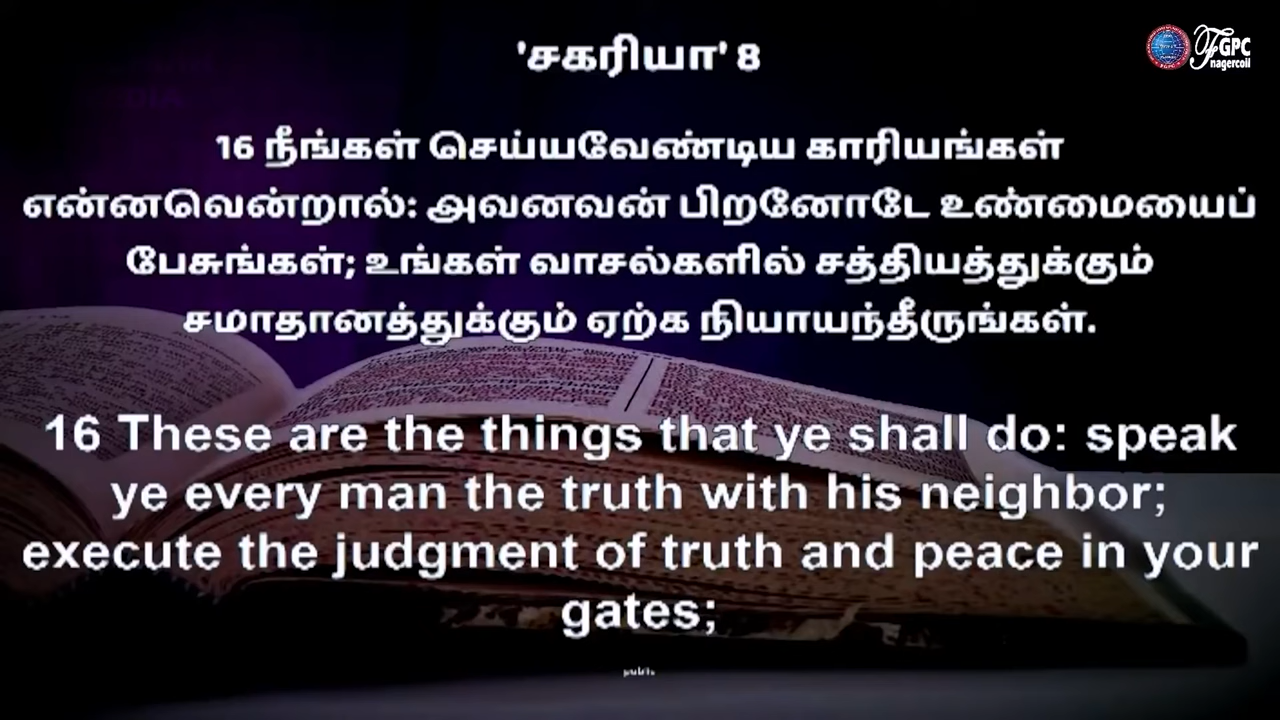 'சகரியா' 8
FGPC
nagercoil
16 நீங்கள் செய்யவேண்டிய காரியங்கள்
என்னவென்றால்: அவனவன் பிறனோடே உண்மையைப்
பேசுங்கள்; உங்கள் வாசல்களில் சத்தியத்துக்கும்
சமாதானத்துக்கும் ஏற்க நியாயந்தீருங்கள்.
16 These are the things that ye shall do: speak
ye every man the truth with his neighbor;
execute the judgment of truth and peace in your
gates;